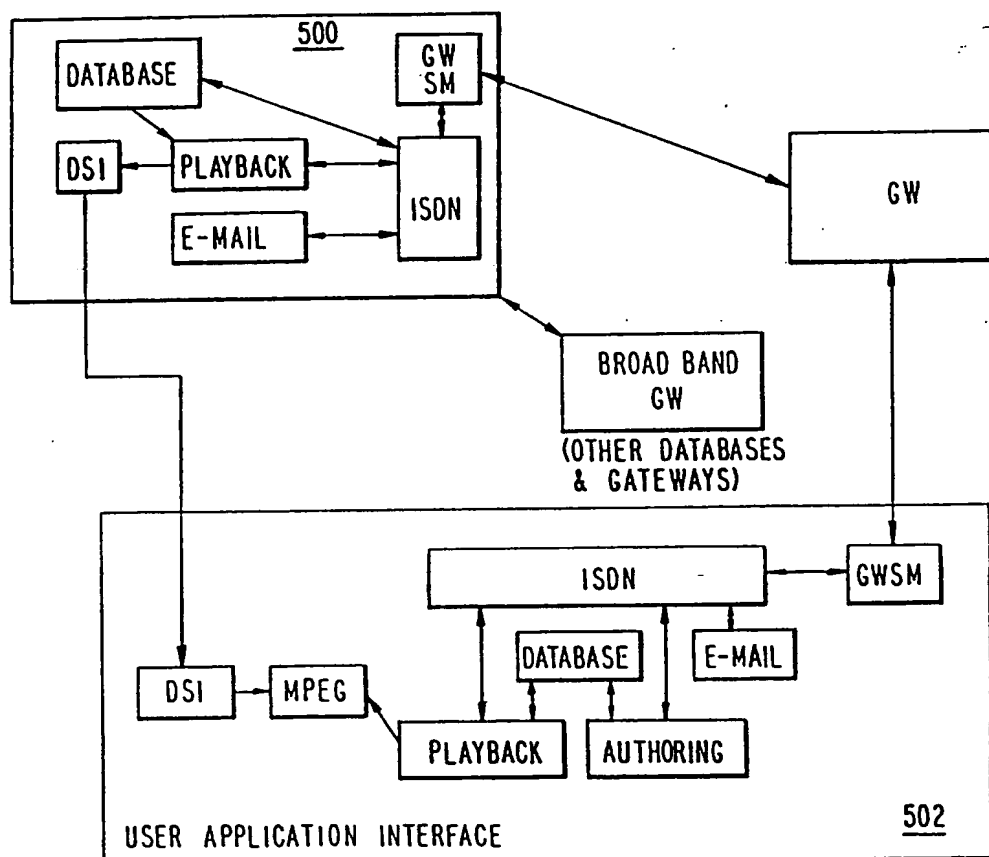 500
DATABASE
GW
SM
DSI
PLAYBACK
ISDN
E-MAIL
GW
BROAD BAND
GW
(OTHER DATABASES
& GATEWAYS)
ISDN
GWSM
DATABASE
E-MAIL
DSI
MPEG
PLAYBACK
AUTHORING
USER APPLICATION INTERFACE
502